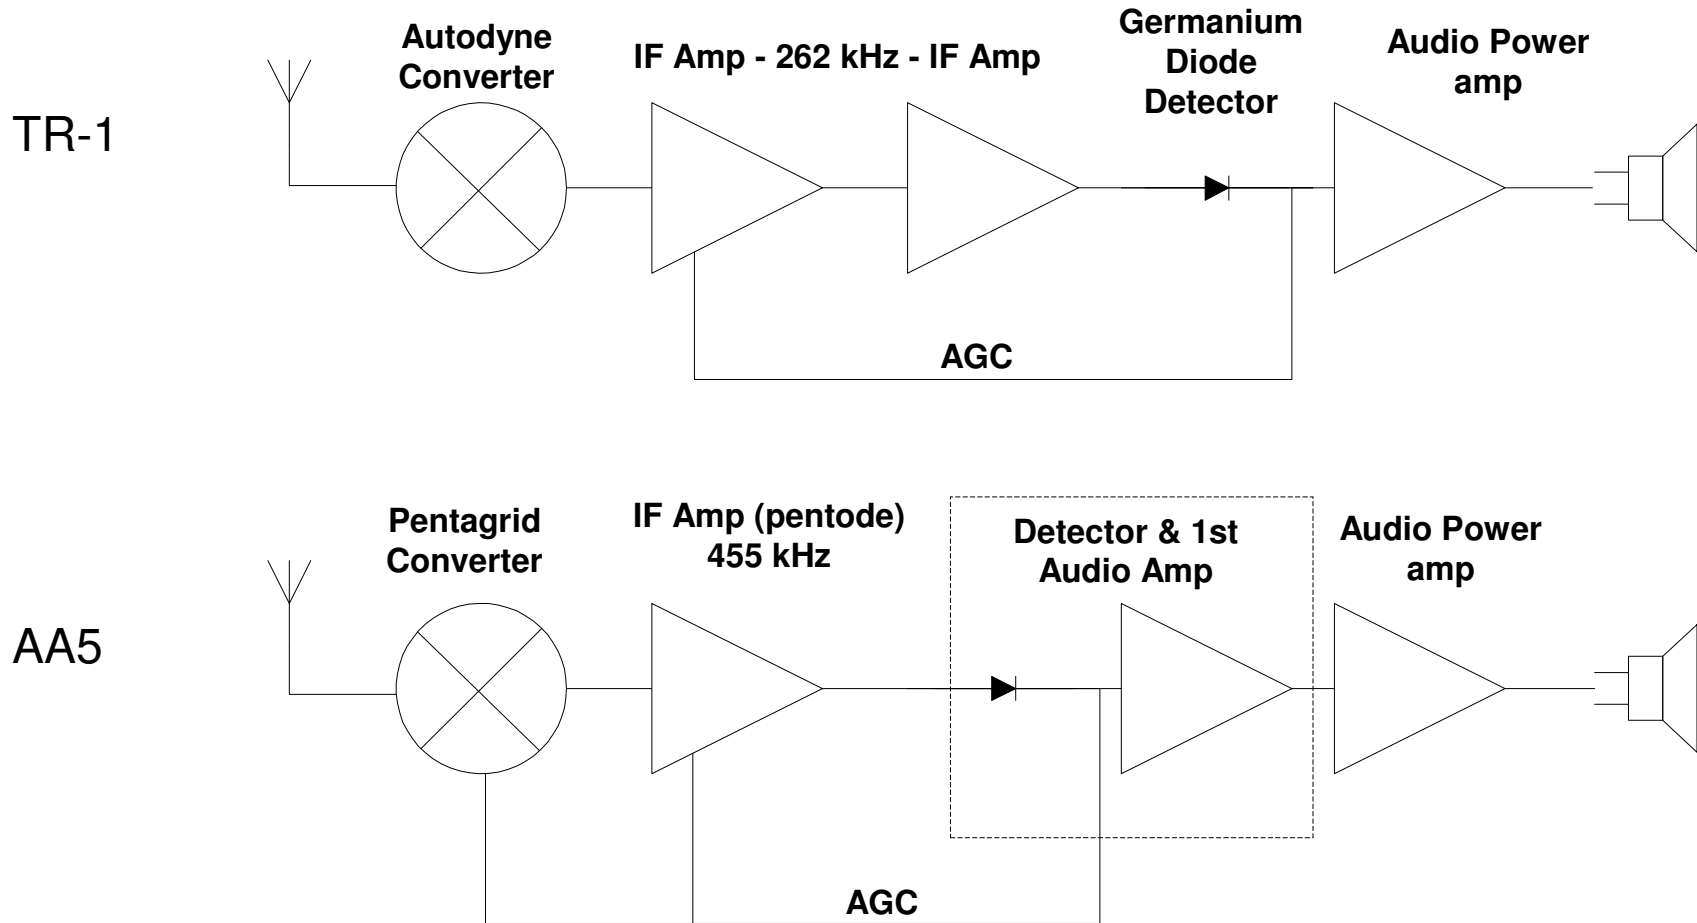 TR-1
Autodyne
Converter
IF Amp - 262 kHz - IF Amp
Germanium
Diode
Detector
Audio Power
amp
AGC
AA5
Pentagrid
Converter
IF Amp (pentode)
455 kHz
Detector & 1st
Audio Amp
Audio Power
amp
AGC